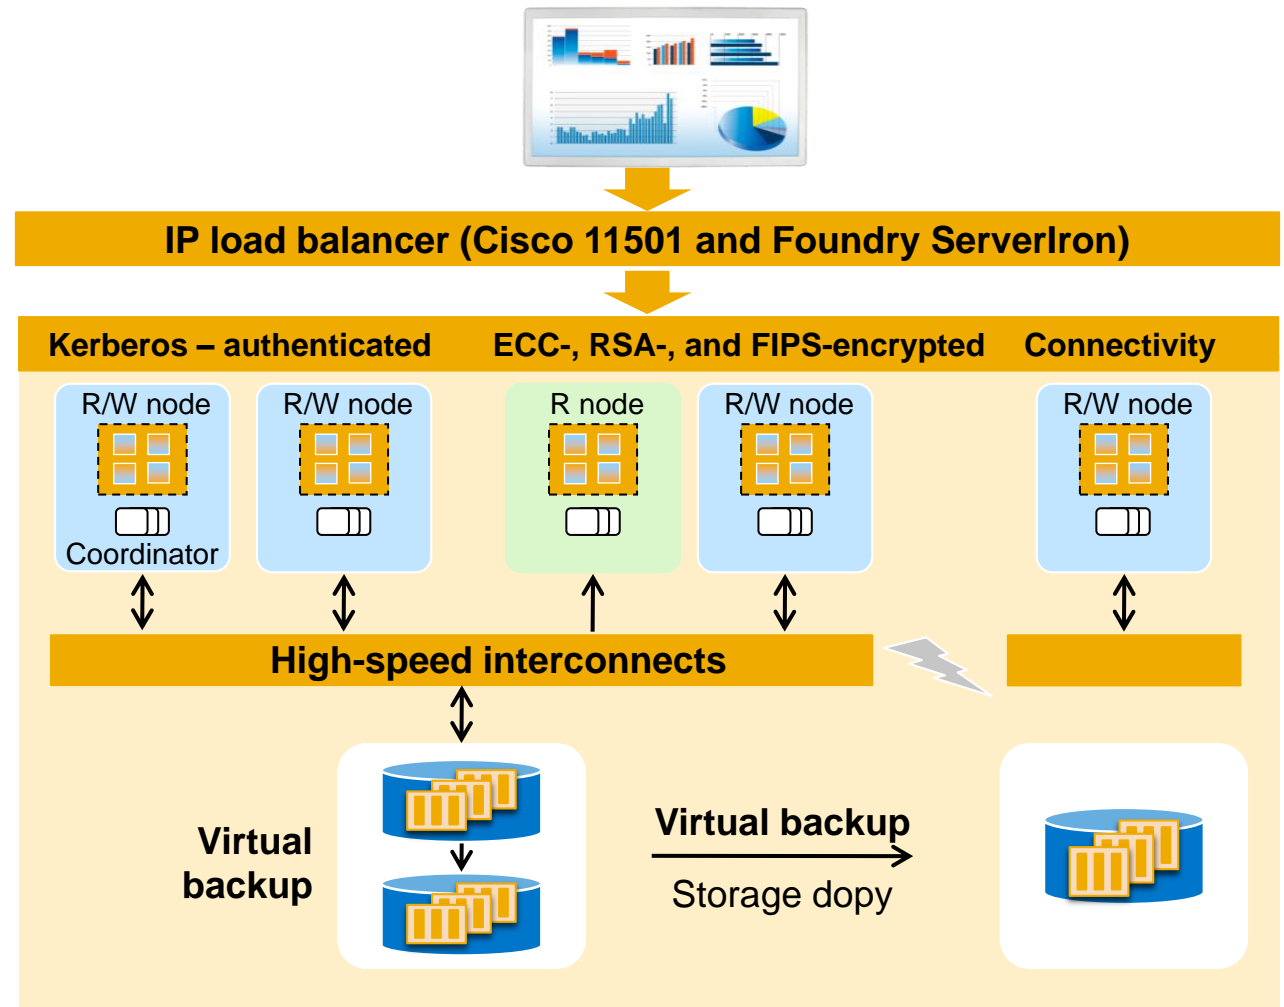 IP load balancer (Cisco 11501 and Foundry ServerIron)
Kerberos – authenticated
ECC-, RSA-, and FIPS-encrypted
Connectivity
R/W node
R/W node
R node
R/W node
R/W node
Coordinator
High-speed interconnects
Virtual
backup
Virtual backup
Storage dopy